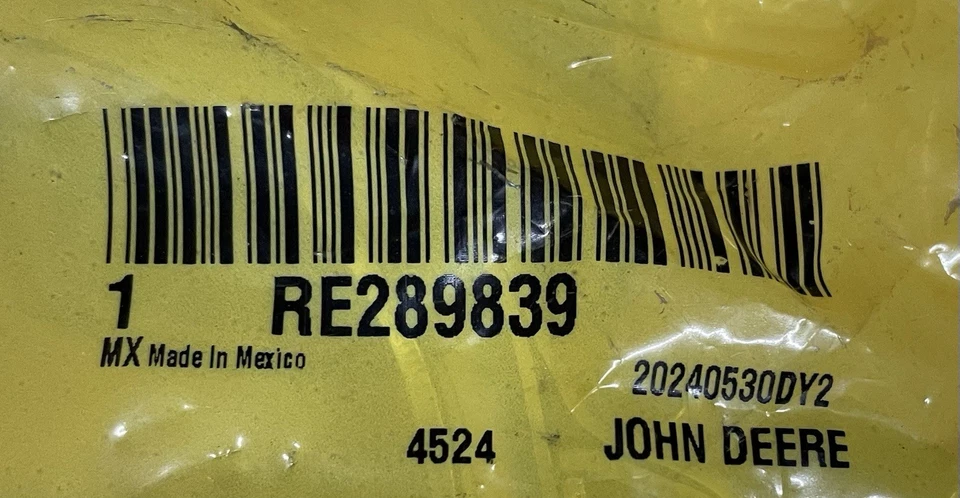 1 RE289839
MX Made In Mexico
20240530DY2
4524 JOHN DEERE